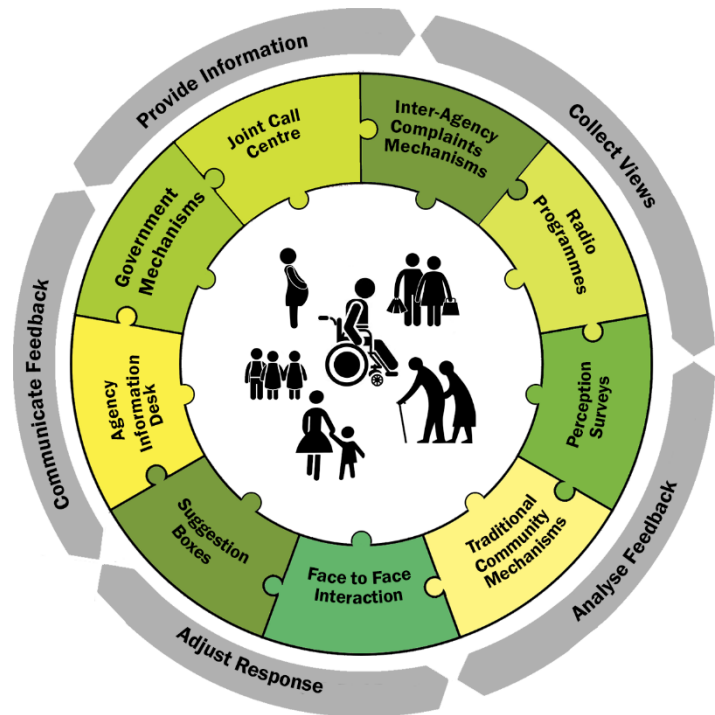 Provide Information
Collect Views
Analyse Feedback
Adjust Response
Communicate Feedback
Joint Call
Centre
Inter-Agency
Complaints
Mechanisms
Radio
Programmes
Perception
Surveys
Traditional
Community
Mechanisms
Face to Face
Interaction
Suggestion
Boxes
Agency
Information
Desk
Government
Mechanisms